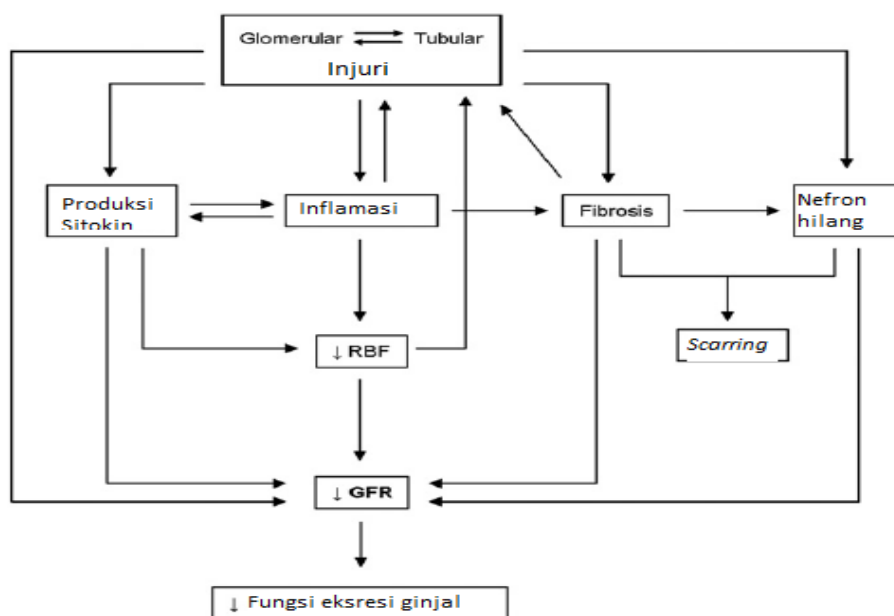 Glomerular Tubular
Injuri
Produksi
Sitokin
Inflamasi
Fibrosis
Nefron
hilang
↓ RBF
Scarring
↓ GFR
↓ Fungsi eksresi ginjal